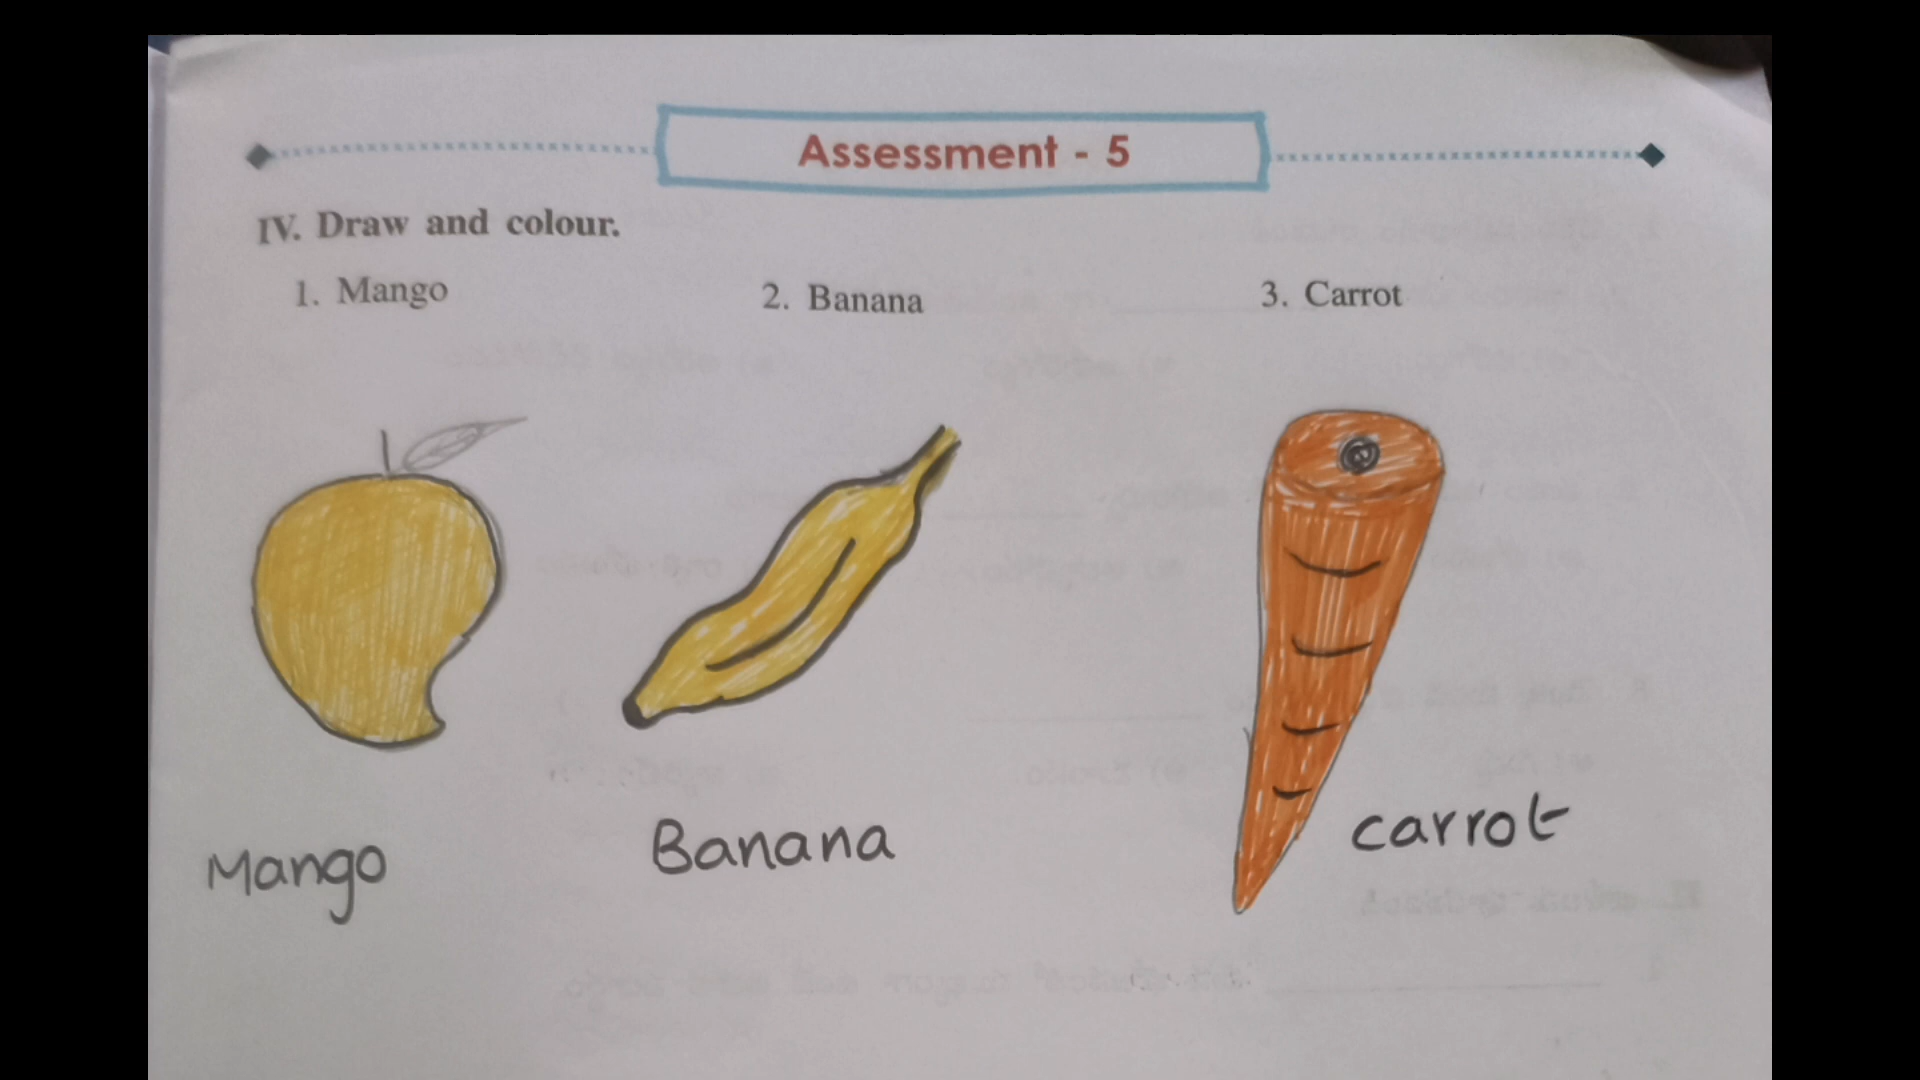 Assessment - 5
IV. Draw and colour.
1. Mango 2. Banana 3. Carrot
Mango Banana carrot